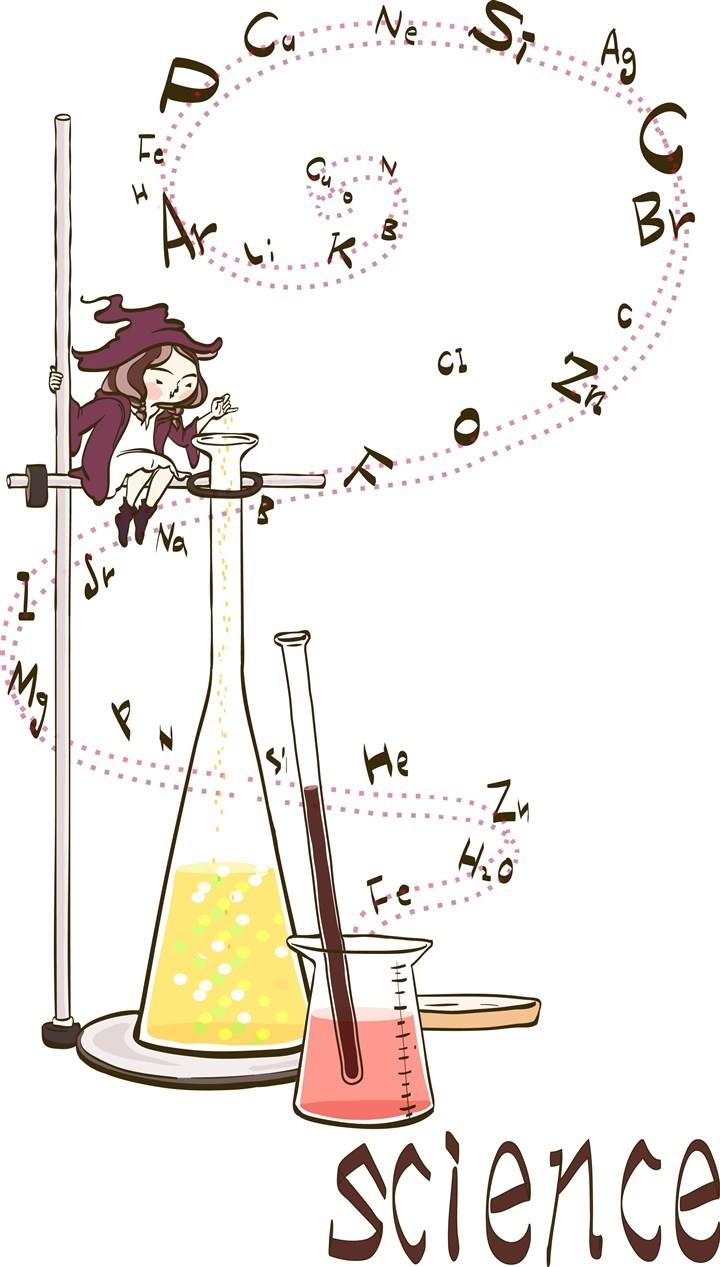 Cu
Ne
Si
Ag
P
C
Fe
Cu
N
H
o
Ar
Li
K
B
Br
C
Cl
Zn
O
K
B
Na
Sr
I
Mg
P
N
Si
He
Zn
H2O
Fe
science